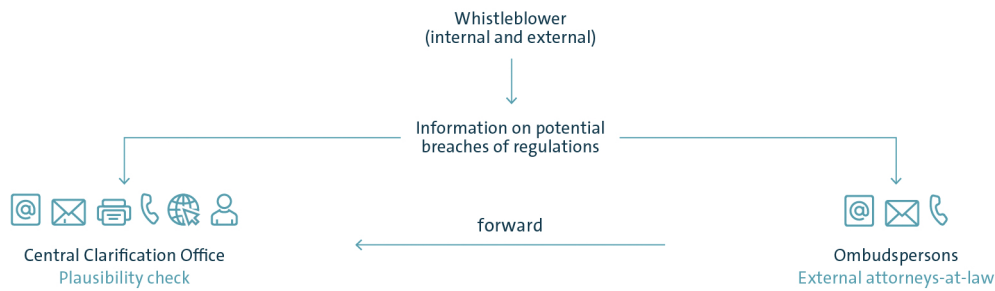 Whistleblower
(internal and external)
Information on potential
breaches of regulations
forward
Central Clarification Office
Plausibility check
Ombudspersons
External attorneys-at-law